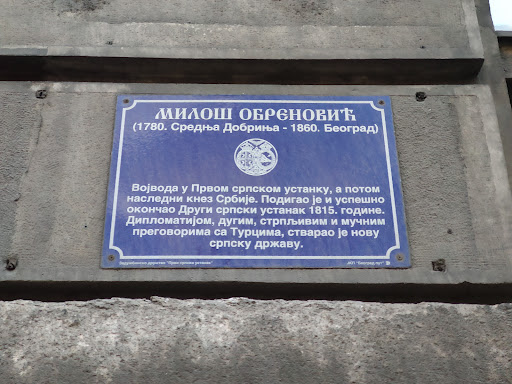 МИЛОШ ОБРЕНОВИЋ
(1780. Средња Добриња - 1860. Београд)
Војвода у Првом српском устанку, а потом
наследни кнез Србије. Подигао је и успешно
окончао Други српски устанак 1815. године.
Дипломатијом, дугим, стрпљивим и мучним
преговорима са Турцима, стварао је нову
српску државу.